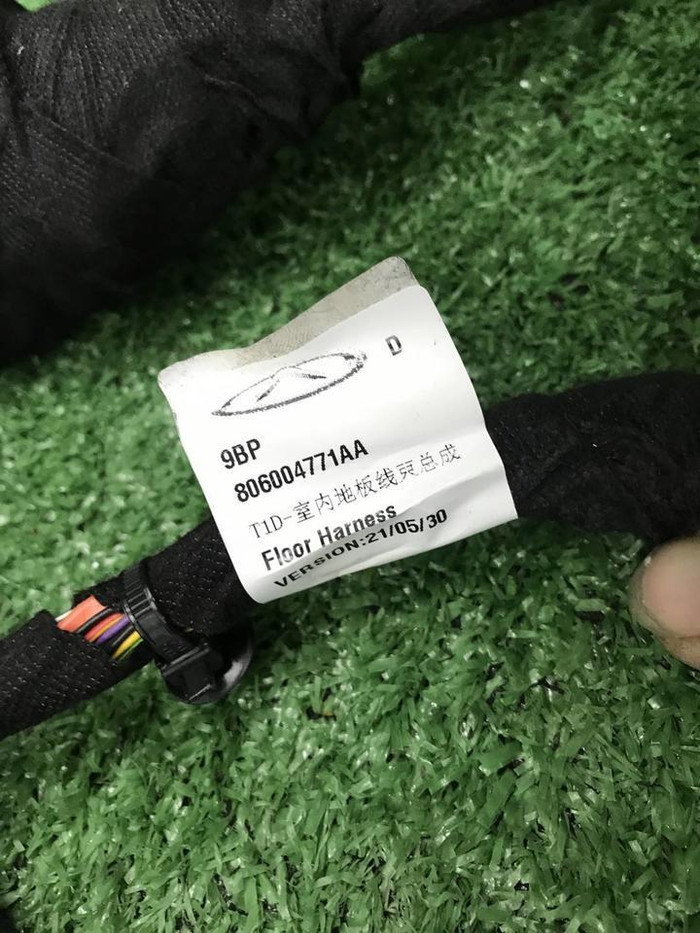 D
9BP
806004771AA
T1D-室内地板线束总成
Floor Harness
VERSION:21/05/30